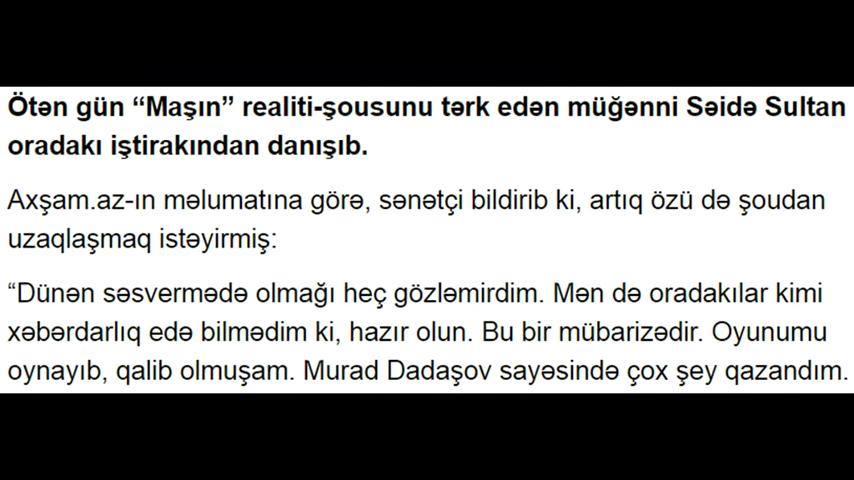 Ötən gün “Maşın” realiti-şousunu tərk edən müğənni Səidə Sultan
oradakı iştirakından danışıb.
Axşam.az-ın məlumatına görə, sənətçi bildirib ki, artıq özü də şoudan
uzaqlaşmaq istəyirmiş:
“Dünən səsvermədə olmağı heç gözləmirdim. Mən də oradakılar kimi
xəbərdarlıq edə bilmədim ki, hazır olun. Bu bir mübarizədir. Oyunumu
oynayıb, qalib olmuşam. Murad Dadaşov sayəsində çox şey qazandım.